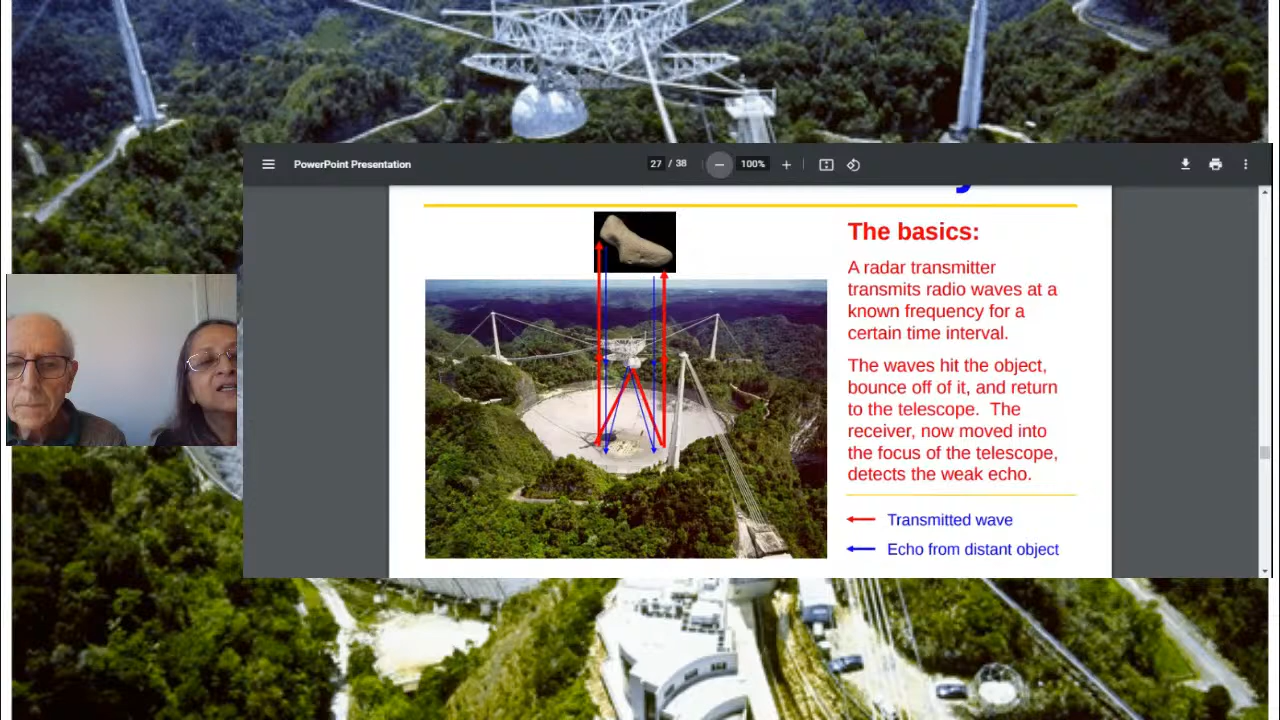 PowerPoint Presentation
27 / 38
100%
The basics:
A radar transmitter
transmits radio waves at a
known frequency for a
certain time interval.
The waves hit the object,
bounce off of it, and return
to the telescope. The
receiver, now moved into
the focus of the telescope,
detects the weak echo.
Transmitted wave
Echo from distant object